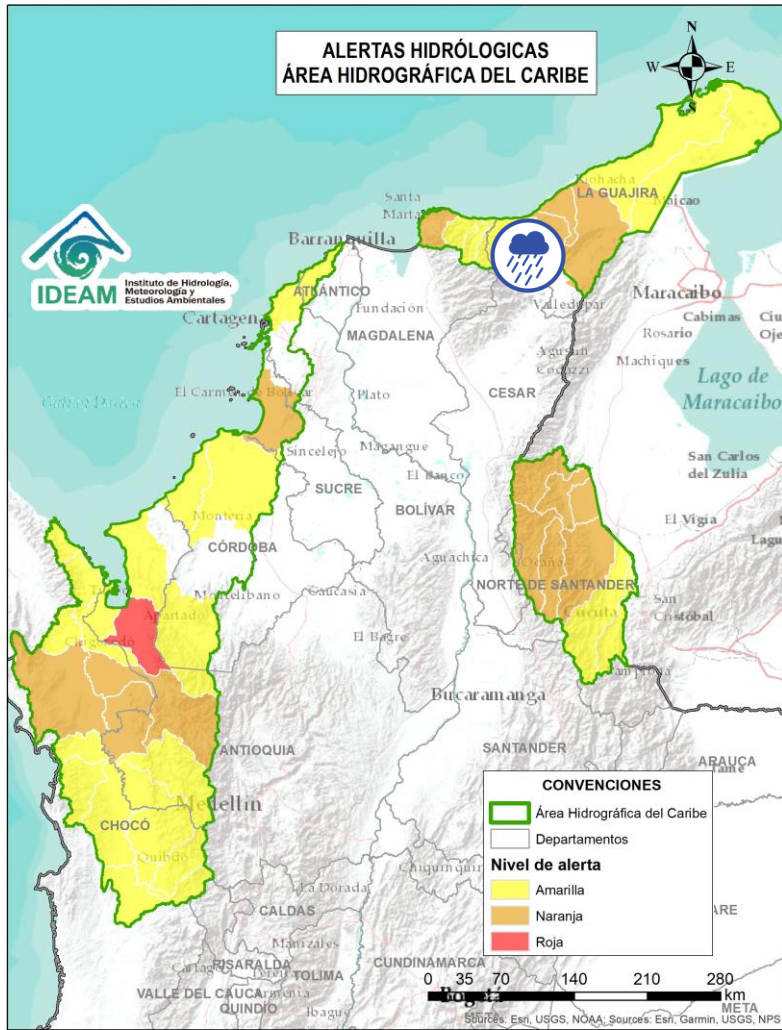 ALERTAS HIDRÓLOGICAS
ÁREA HIDROGRÁFICA DEL CARIBE
N
W
E
S
LA GUAJIRA
Maicao
Santa
Marta
Barranquilla
IDEAM
Instituto de Hidrología,
Meteorología y
Estudios Ambientales
ATLÁNTICO
Cartagena
Fundación
Valledupar
Maracaibo
Cabimas
MAGDALENA
Rosario
Agustín
Codazzi
Machiques
El Carmen de Bolívar
Plato
CESAR
Lago de
Maracaibo
Sincelejo
Magangue
San Carlos
del Zulia
SUCRE
El Banco
Montería
BOLÍVAR
El Vigía
CÓRDOBA
Aguachica
Ocaña
NORTE DE SANTANDER
Montelibano
Caucasia
San
Cristóbal
Apartadó
Cúcuta
El Bagre
Chigorodó
Bucaramanga
ANTIOQUIA
SANTANDER
ARAUCA
Medellín
CHOCÓ
Quibdó
CONVENCIONES
Área Hidrográfica del Caribe
Departamentos
Nivel de alerta
Amarilla
Naranja
Roja
La Dorada
CALDAS
Manizales
RISARALDA
TOLIMA
CUNDINAMARCA
VALLE DEL CAUCA
Armenia
QUINDÍO
Ibague
Bogotá
META
0 35 70 140 210 280
km
Sources: Esri, USGS, NOAA; Sources: Esri, Garmin, USGS, NPS